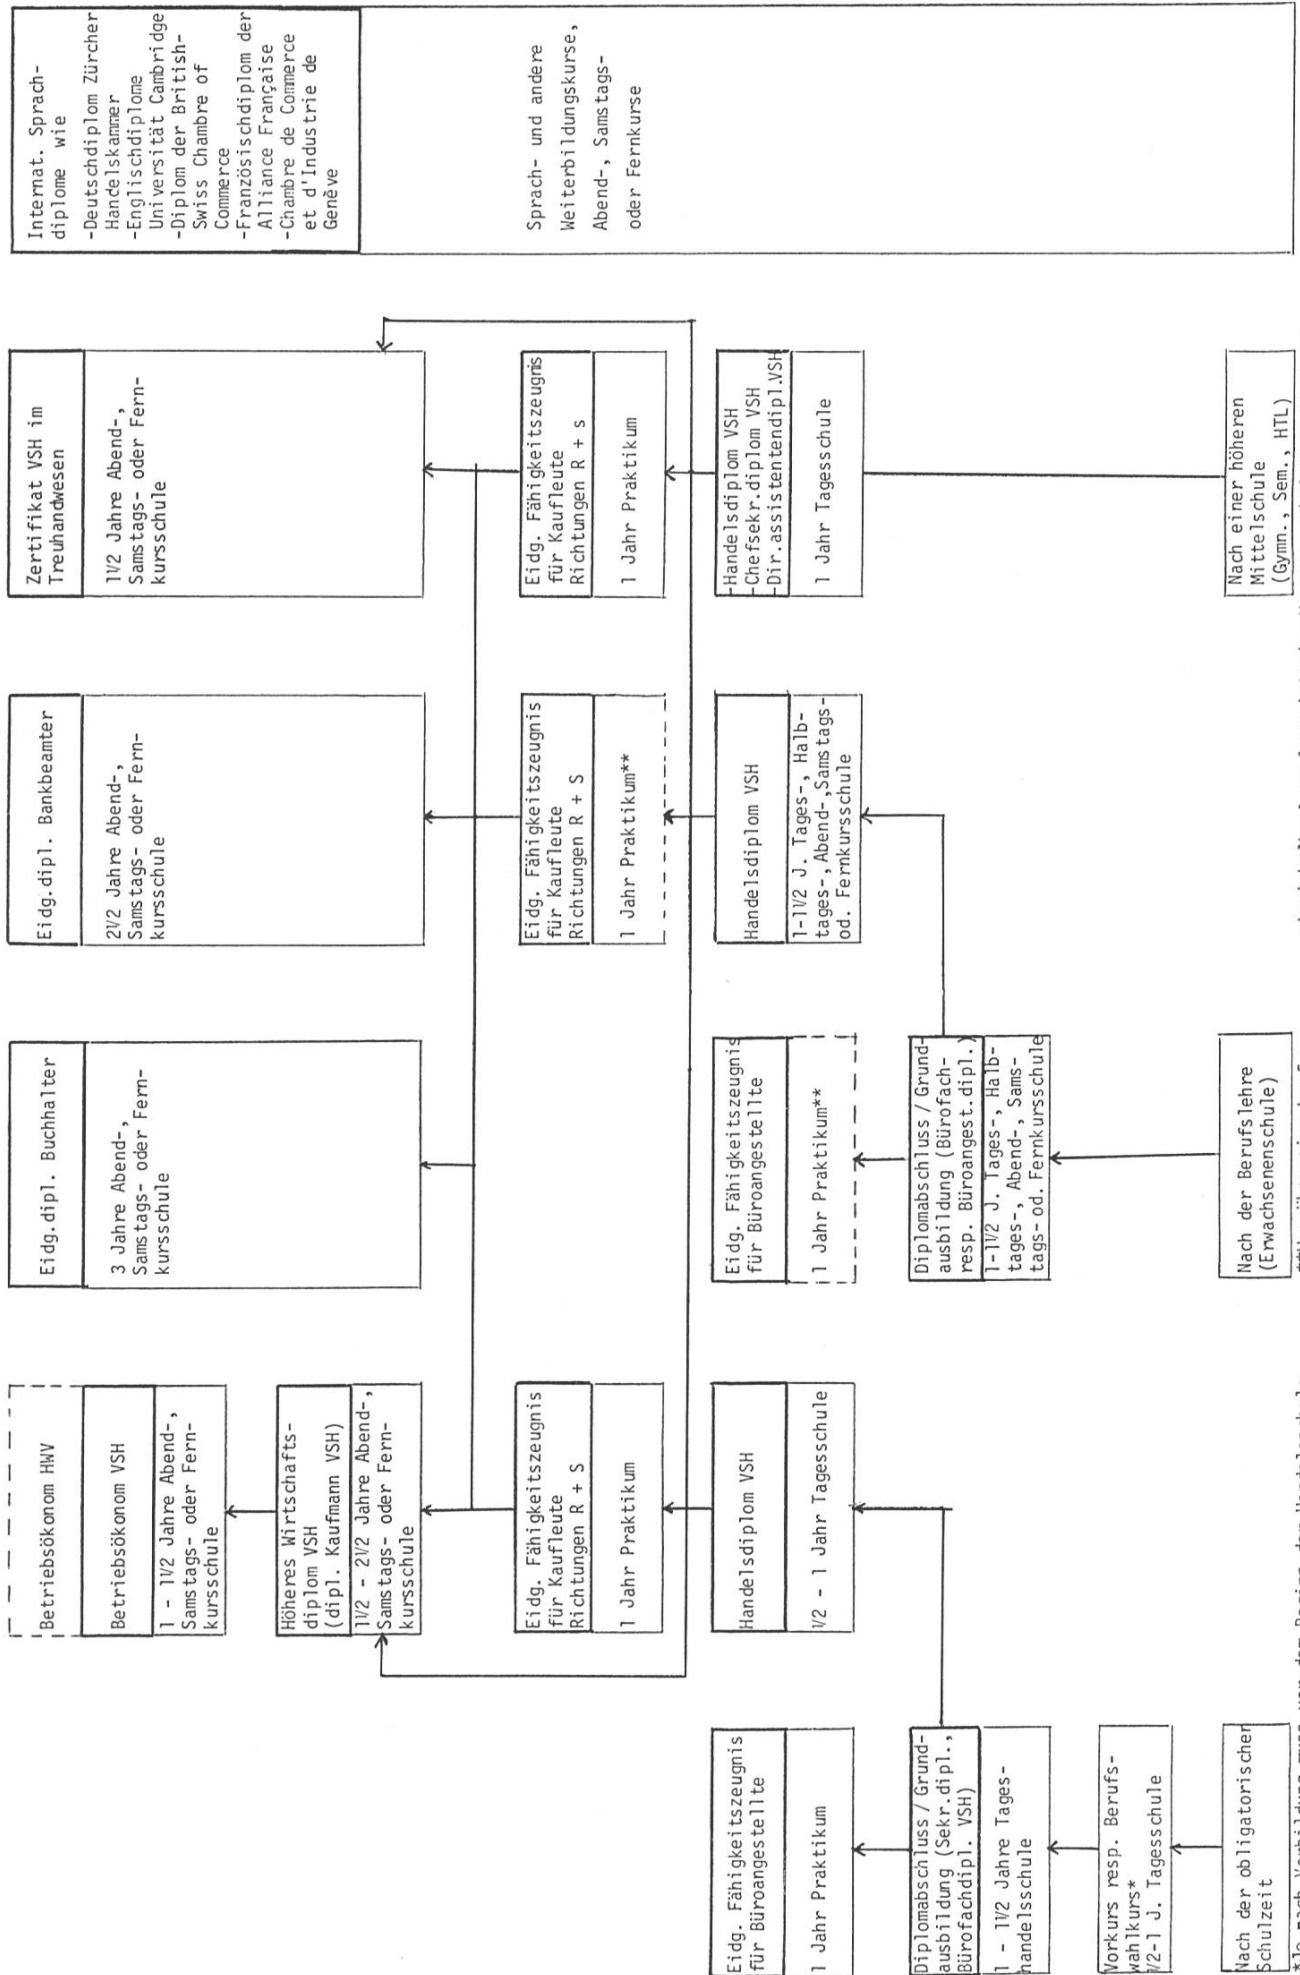 Betriebsökonom HWV
Betriebsökonom VSH
1 - 1 1/2 Jahre Abend-,
Samstags- oder Fern-
kursschule
Höheres Wirtschafts-
diplom VSH
(dipl. Kaufmann VSH)
1 1/2 - 2 1/2 Jahre Abend-,
Samstags- oder Fern-
kursschule
Eidg. Fähigkeitszeugnis
für Kaufleute
Richtungen R + S
1 Jahr Praktikum
Handelsdiplom VSH
1/2 - 1 Jahr Tagesschule
Eidg. Fähigkeitszeugnis
für Büroangestellte
1 Jahr Praktikum
Diplomabschluss / Grund-
ausbildung (Sekr.dipl.,
Bürofachdipl. VSH)
1 - 1 1/2 Jahre Tages-
handelsschule
Vorkurs resp. Berufs-
wahlkurs*
1/2-1 J. Tagesschule
Nach der obligatorischer
Schulzeit
Eidg.dipl. Buchhalter
3 Jahre Abend-,
Samstags- oder Fern-
kursschule
Eidg. Fähigkeitszeugnis
für Büroangestellte
1 Jahr Praktikum**
Diplomabschluss / Grund-
ausbildung (Bürofach-
resp. Büroangest.dipl.)
1-1 1/2 J. Tages-, Halb-
tages-, Abend-, Sams-
tags- od. Fernkursschule
Nach der Berufslehre
(Erwachsenenschule)
Eidg.dipl. Bankbeamter
2 1/2 Jahre Abend-,
Samstags- oder Fern-
kursschule
Eidg. Fähigkeitszeugnis
für Kaufleute
Richtungen R + S
1 Jahr Praktikum**
Handelsdiplom VSH
1-1 1/2 J. Tages-, Halb-
tages-, Abend-,Samstags-
od. Fernkursschule
Zertifikat VSH im
Treuhandwesen
1 1/2 Jahre Abend-,
Samstags- oder Fern-
kursschule
Eidg. Fähigkeitszeugnis
für Kaufleute
Richtungen R + s
1 Jahr Praktikum
-Handelsdiplom VSH
-Chefsekr.diplom VSH
-Dir.assistentendipl.VSH
1 Jahr Tagesschule
Nach einer höheren
Mittelschule
(Gymn., Sem., HTL)
Internat. Sprach-
diplome wie
-Deutschdiplom Zürcher
Handelskammer
-Englischdiplome
Universität Cambridge
-Diplom der British-
Swiss Chambre of
Commerce
-Französischdiplom der
Alliance Française
-Chambre de Commerce
et d'Industrie de
Genève
Sprach- und andere
Weiterbildungskurse,
Abend-, Samstags-
oder Fernkurse
*Je nach Vorbildung muss von dem Beginn der Handelsschule